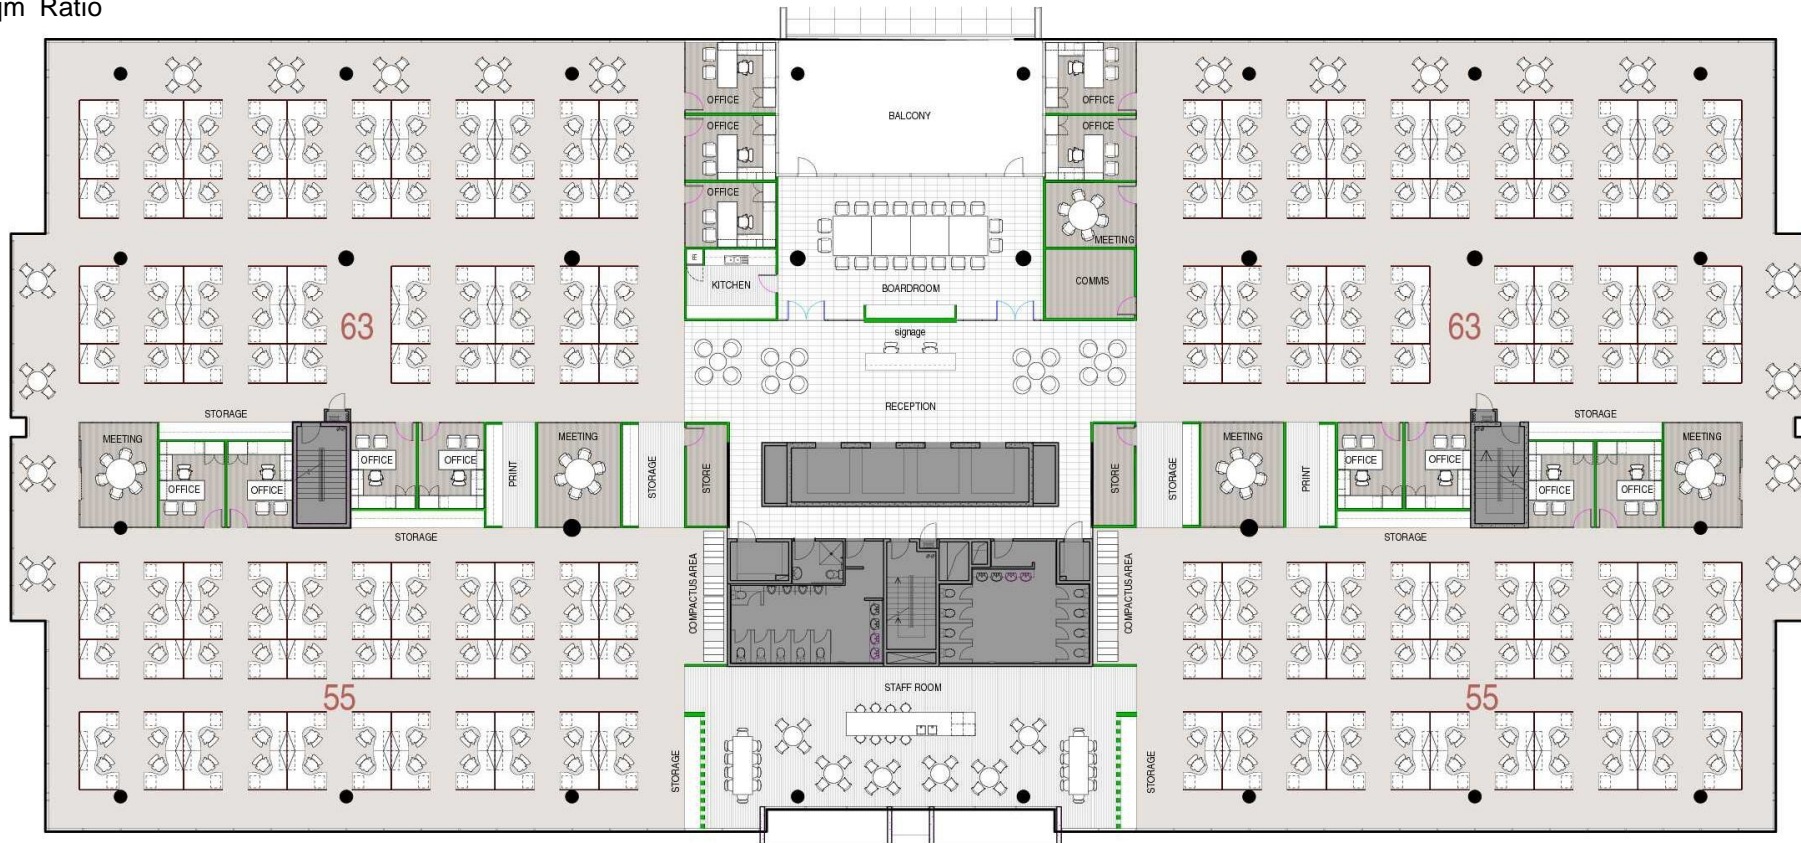 qm Ratio
OFFICE
OFFICE
OFFICE
OFFICE
BALCONY
OFFICE
MEETING
KITCHEN
BOARDROOM
COMMS
signage
63
63
RECEPTION
STORAGE
STORAGE
MEETING
MEETING
MEETING
MEETING
OFFICE
OFFICE
OFFICE
OFFICE
PRINT
STORAGE
STORE
STORE
STORAGE
PRINT
OFFICE
OFFICE
OFFICE
OFFICE
STORAGE
STORAGE
COMPACTUS AREA
COMPACTUS AREA
55
STAFF ROOM
55
STORAGE
STORAGE